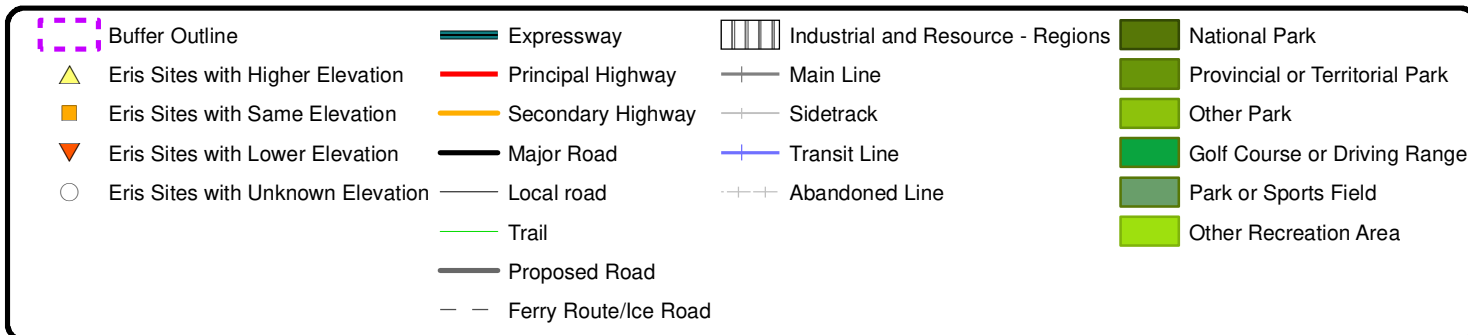 Buffer Outline
Eris Sites with Higher Elevation
Eris Sites with Same Elevation
Eris Sites with Lower Elevation
Eris Sites with Unknown Elevation
Expressway
Principal Highway
Secondary Highway
Major Road
Local road
Trail
Proposed Road
Ferry Route/Ice Road
Industrial and Resource - Regions
Main Line
Sidetrack
Transit Line
Abandoned Line
National Park
Provincial or Territorial Park
Other Park
Golf Course or Driving Range
Park or Sports Field
Other Recreation Area